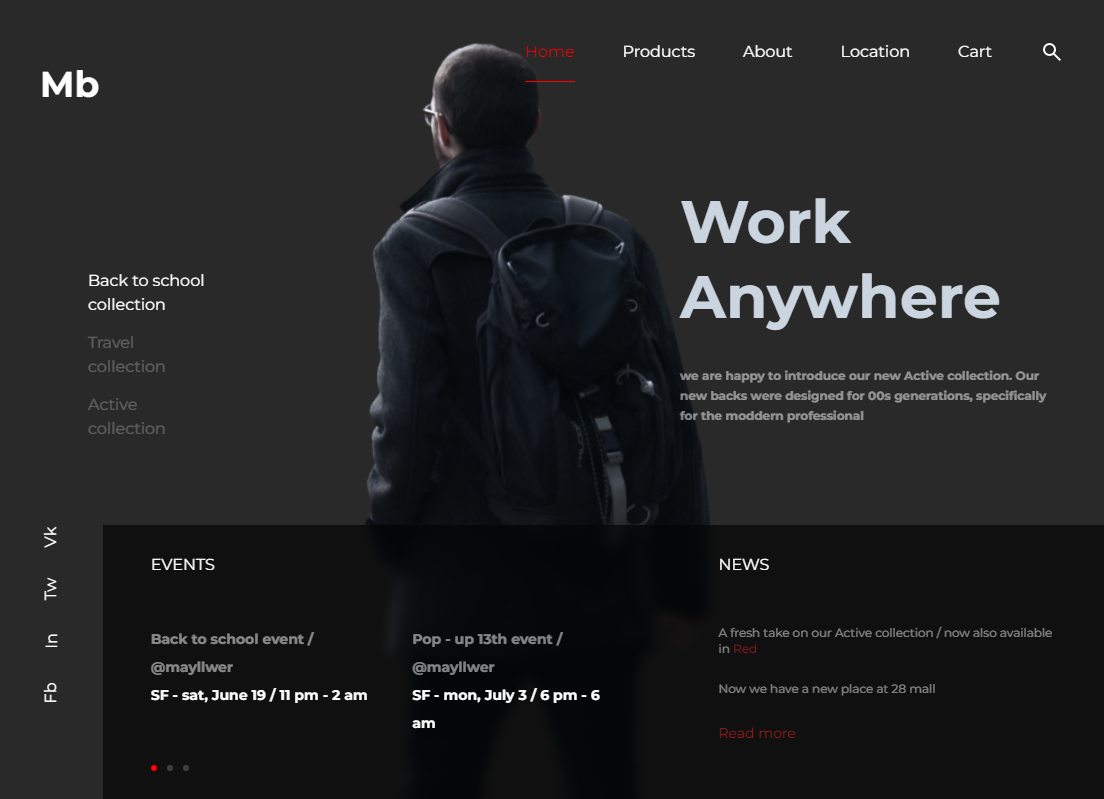 Home Products About Location Cart
Mb
Work
Anywhere
Back to school
collection
Travel
collection
Active
collection
we are happy to introduce our new Active collection. Our
new backs were designed for 00s generations, specifically
for the moddern professional
Vk
Tw
In
Fb
EVENTS
Back to school event /
@mayllwer
SF - sat, June 19 / 11 pm - 2 am
Pop - up 13th event /
@mayllwer
SF - mon, July 3 / 6 pm - 6
am
NEWS
A fresh take on our Active collection / now also available
in Red
Now we have a new place at 28 mall
Read more